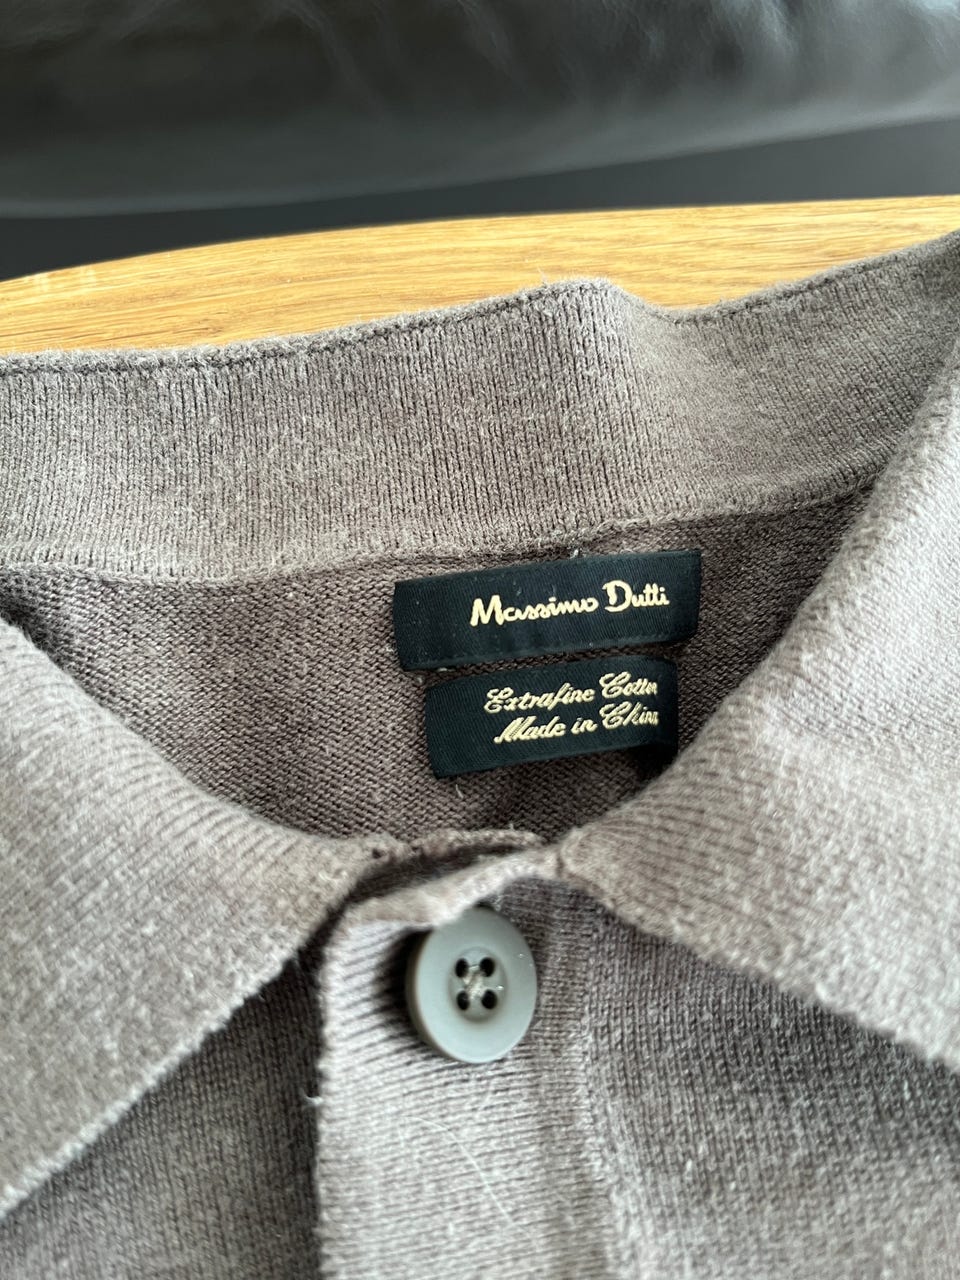 Massimo Dutti
Extrafine Cotton
Made in China